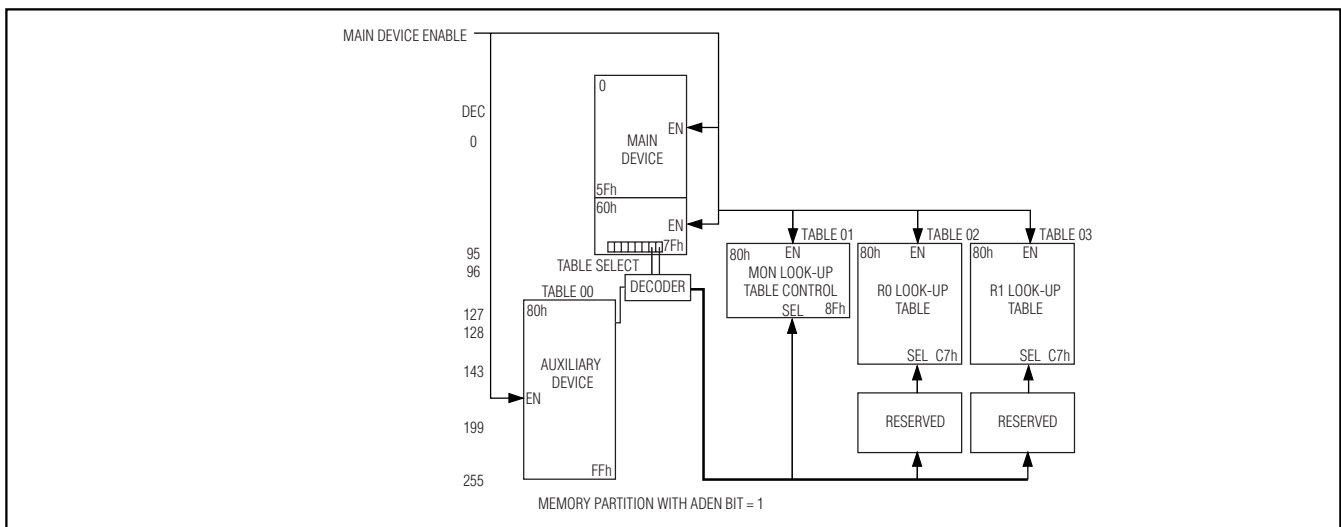 MAIN DEVICE ENABLE
DEC
0
95
96
127
128
143
199
255
0
EN
MAIN
DEVICE
5Fh
60h
EN
7Fh
TABLE SELECT
DECODER
TABLE 00
80h
AUXILIARY
DEVICE
EN
FFh
TABLE 01
80h EN
MON LOOK-UP
TABLE CONTROL
SEL 8Fh
TABLE 02
80h EN
R0 LOOK-UP
TABLE
SEL C7h
RESERVED
TABLE 03
80h EN
R1 LOOK-UP
TABLE
SEL C7h
RESERVED
MEMORY PARTITION WITH ADEN BIT = 1